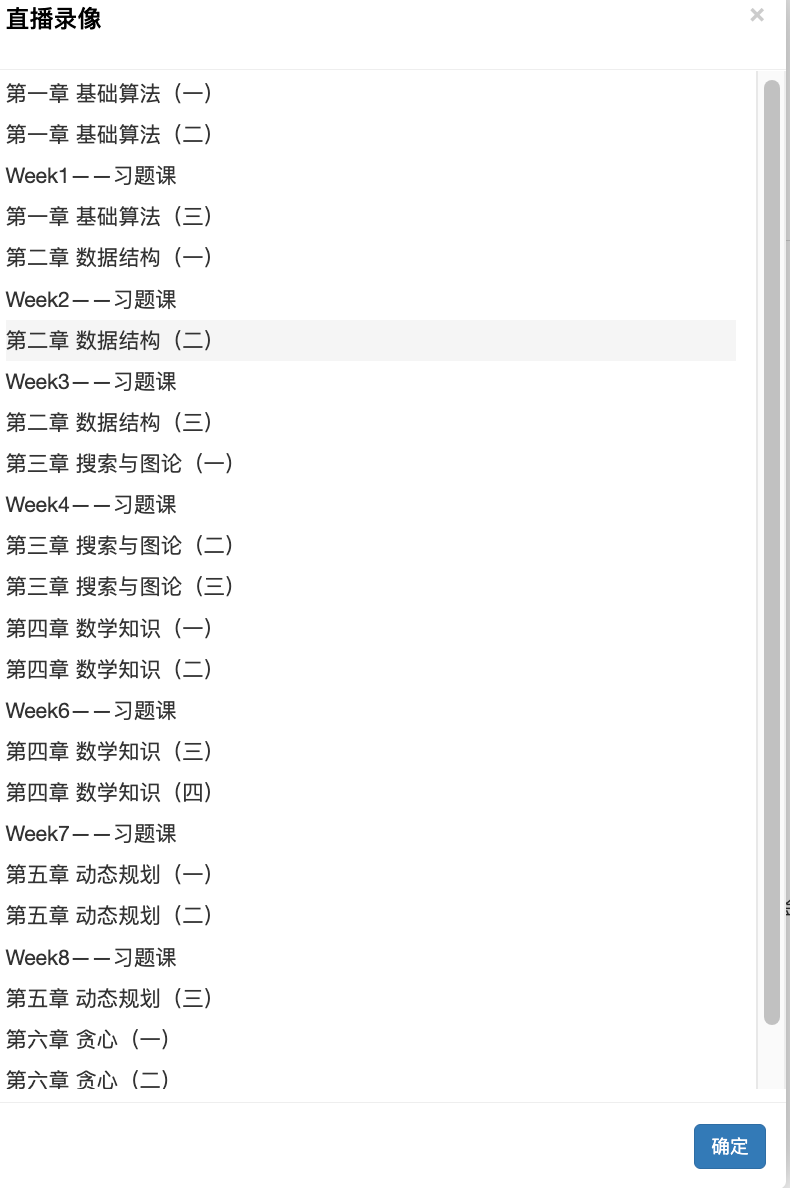 直播录像
×
第一章 基础算法（一）
第一章 基础算法（二）
Week1——习题课
第一章 基础算法（三）
第二章 数据结构（一）
Week2——习题课
第二章 数据结构（二）
Week3——习题课
第二章 数据结构（三）
第三章 搜索与图论（一）
Week4——习题课
第三章 搜索与图论（二）
第三章 搜索与图论（三）
第四章 数学知识（一）
第四章 数学知识（二）
Week6——习题课
第四章 数学知识（三）
第四章 数学知识（四）
Week7——习题课
第五章 动态规划（一）
第五章 动态规划（二）
Week8——习题课
第五章 动态规划（三）
第六章 贪心（一）
第六章 贪心（二）
确定